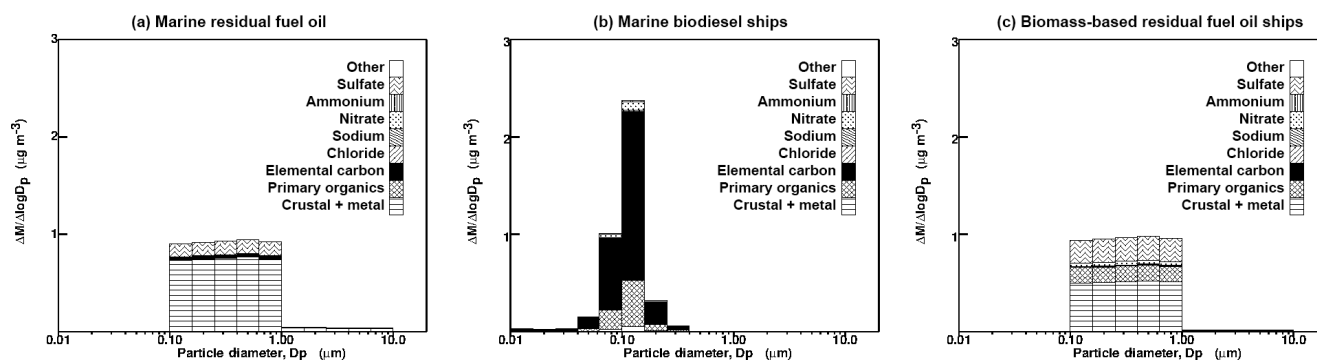 (a) Marine residual fuel oil
3
2
1
0.01 0.10 1.00 10.0
ΔM/ΔlogDp (μg m-3)
Particle diameter, Dp (μm)
Other
Sulfate
Ammonium
Nitrate
Sodium
Chloride
Elemental carbon
Primary organics
Crustal + metal
(b) Marine biodiesel ships
3
2
1
0.01 0.10 1.00 10.0
ΔM/ΔlogDp (μg m-3)
Particle diameter, Dp (μm)
Other
Sulfate
Ammonium
Nitrate
Sodium
Chloride
Elemental carbon
Primary organics
Crustal + metal
(c) Biomass-based residual fuel oil ships
3
2
1
0.01 0.10 1.00 10.0
ΔM/ΔlogDp (μg m-3)
Particle diameter, Dp (μm)
Other
Sulfate
Ammonium
Nitrate
Sodium
Chloride
Elemental carbon
Primary organics
Crustal + metal